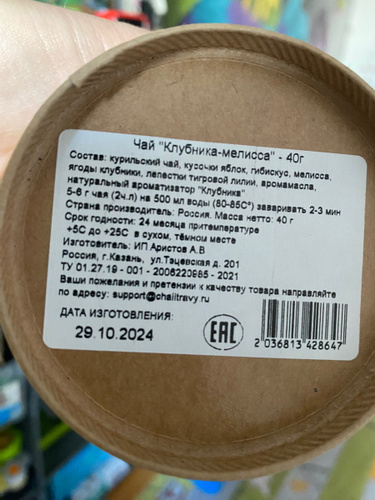 Чай "Клубника-мелисса" - 40г
Состав: курильский чай, кусочки яблок, гибискус, мелисса,
ягоды клубники, лепестки тигровой лилии, аромамасла,
натуральный ароматизатор "Клубника"
5-6 г чая (2ч.л) на 500 мл воды (80-85С°) заваривать 2-3 мин
Страна производитель: Россия. Масса нетто: 40 г
Срок годности: 24 месяца притемпературе
+5С до +25С в сухом, тёмном месте
Изготовитель: ИП Аристов А.В
Россия, г.Казань, ул.Тэцевская д. 201
ТУ 01.27.19 - 001 - 2006220985 - 2021
Ваши пожелания и претензии к качеству товара направляйте
по адресу: support@chaiitravy.ru
ДАТА ИЗГОТОВЛЕНИЯ:
29.10.2024
EAC
2 036813 428647